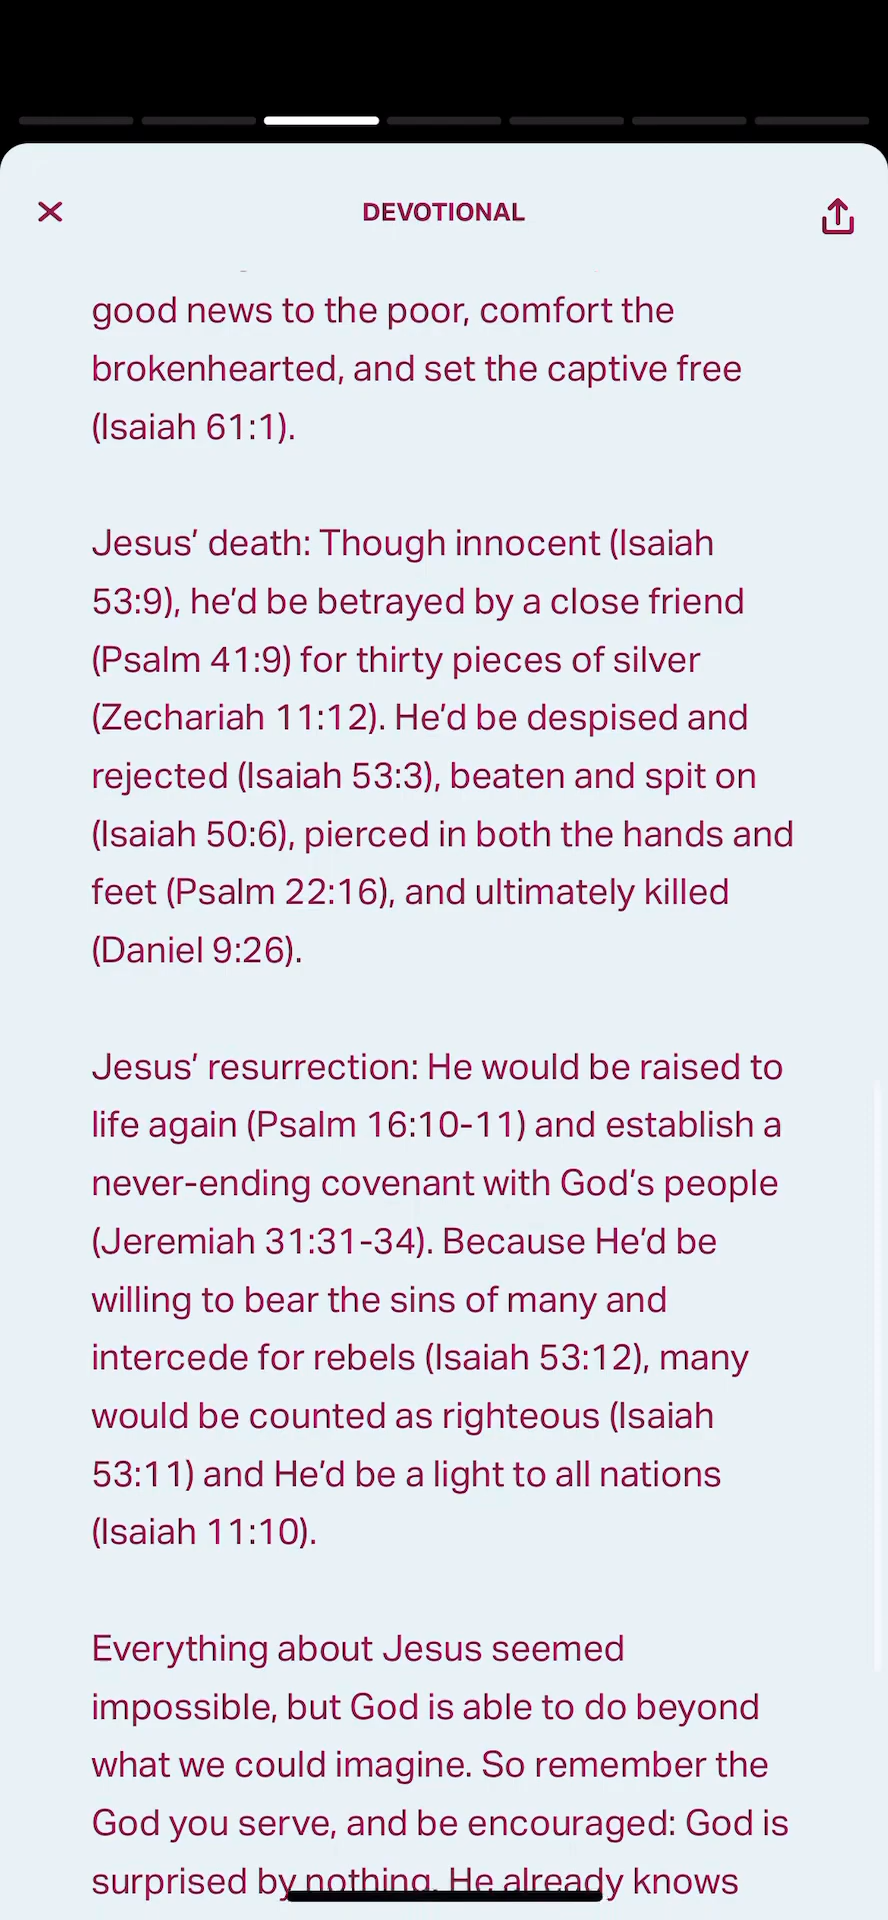 DEVOTIONAL
good news to the poor, comfort the
brokenhearted, and set the captive free
(Isaiah 61:1).
Jesus’ death: Though innocent (Isaiah
53:9), he’d be betrayed by a close friend
(Psalm 41:9) for thirty pieces of silver
(Zechariah 11:12). He’d be despised and
rejected (Isaiah 53:3), beaten and spit on
(Isaiah 50:6), pierced in both the hands and
feet (Psalm 22:16), and ultimately killed
(Daniel 9:26).
Jesus’ resurrection: He would be raised to
life again (Psalm 16:10-11) and establish a
never-ending covenant with God’s people
(Jeremiah 31:31-34). Because He’d be
willing to bear the sins of many and
intercede for rebels (Isaiah 53:12), many
would be counted as righteous (Isaiah
53:11) and He’d be a light to all nations
(Isaiah 11:10).
Everything about Jesus seemed
impossible, but God is able to do beyond
what we could imagine. So remember the
God you serve, and be encouraged: God is
surprised by nothing. He already knows